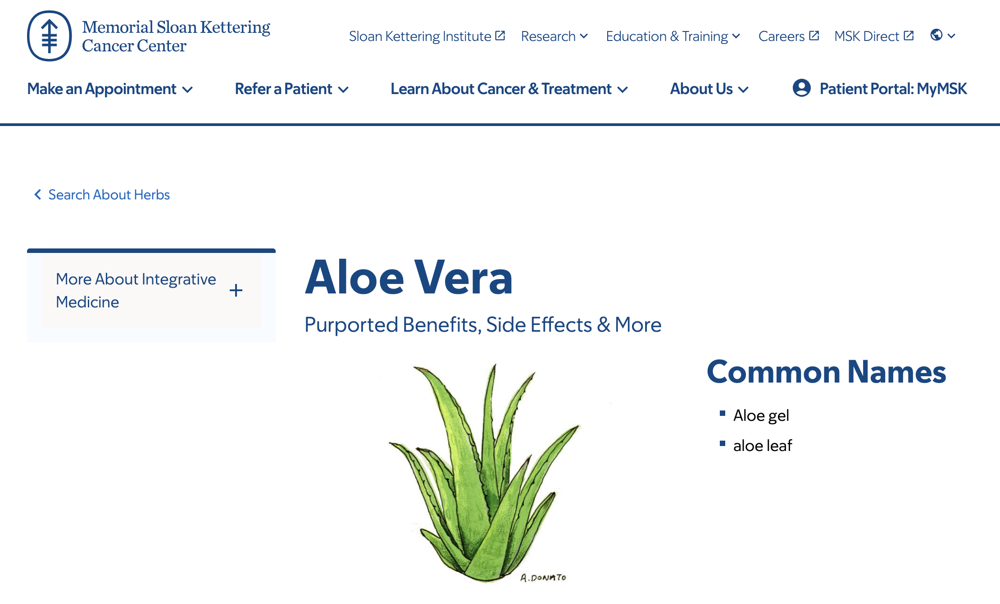 Memorial Sloan Kettering
Cancer Center
Sloan Kettering Institute
Research
Education & Training
Careers
MSK Direct
Make an Appointment
Refer a Patient
Learn About Cancer & Treatment
About Us
Patient Portal: MyMSK
Search About Herbs
More About Integrative
Medicine
Aloe Vera
Purported Benefits, Side Effects & More
Common Names
Aloe gel
aloe leaf
A.DONATO